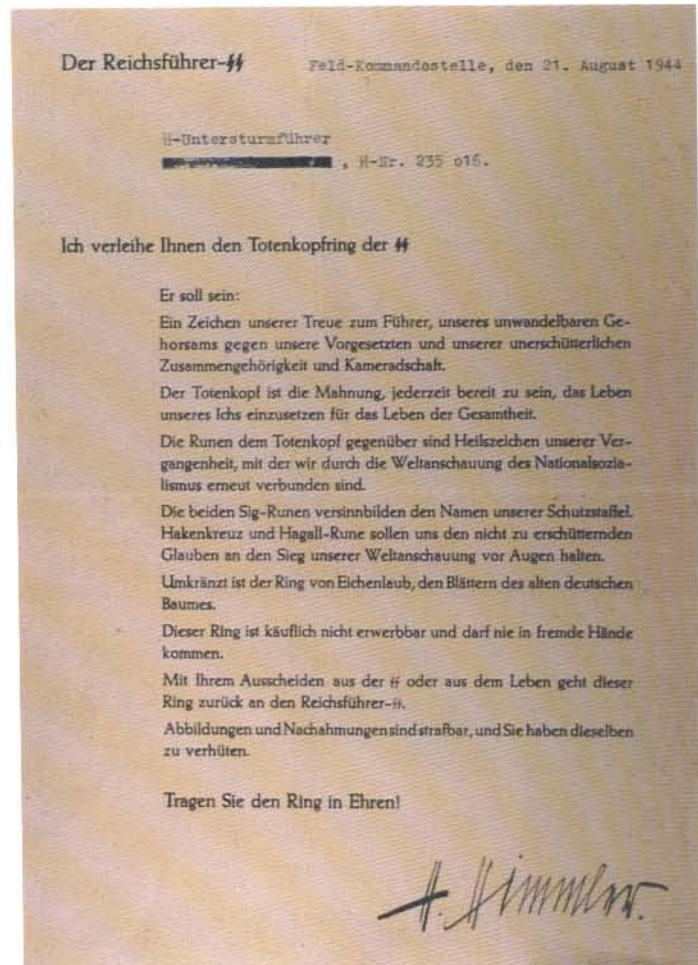 Der Reichsführer-ᛋᛋ Feld-Kommandostelle, den 21. August 1944
ᛋᛋ-Untersturmführer
, ᛋᛋ-Nr. 235 o16.
Ich verleihe Ihnen den Totenkopfring der ᛋᛋ
Er soll sein:
Ein Zeichen unserer Treue zum Führer, unseres unwandelbaren Ge-
horsams gegen unsere Vorgesetzten und unserer unerschütterlichen
Zusammengehörigkeit und Kameradschaft.
Der Totenkopf ist die Mahnung, jederzeit bereit zu sein, das Leben
unseres Ichs einzusetzen für das Leben der Gesamtheit.
Die Runen dem Totenkopf gegenüber sind Heilszeichen unserer Ver-
gangenheit, mit der wir durch die Weltanschauung des Nationalsozia-
lismus erneut verbunden sind.
Die beiden Sig-Runen versinnbilden den Namen unserer Schutzstaffel.
Hakenkreuz und Hagall-Rune sollen uns den nicht zu erschütternden
Glauben an den Sieg unserer Weltanschauung vor Augen halten.
Umkränzt ist der Ring von Eichenlaub, den Blättern des alten deutschen
Baumes.
Dieser Ring ist käuflich nicht erwerbbar und darf nie in fremde Hände
kommen.
Mit Ihrem Ausscheiden aus der ᛋᛋ oder aus dem Leben geht dieser
Ring zurück an den Reichsführer-ᛋᛋ.
Abbildungen und Nachahmungen sind strafbar, und Sie haben dieselben
zu verhüten.
Tragen Sie den Ring in Ehren!
H. Himmler.